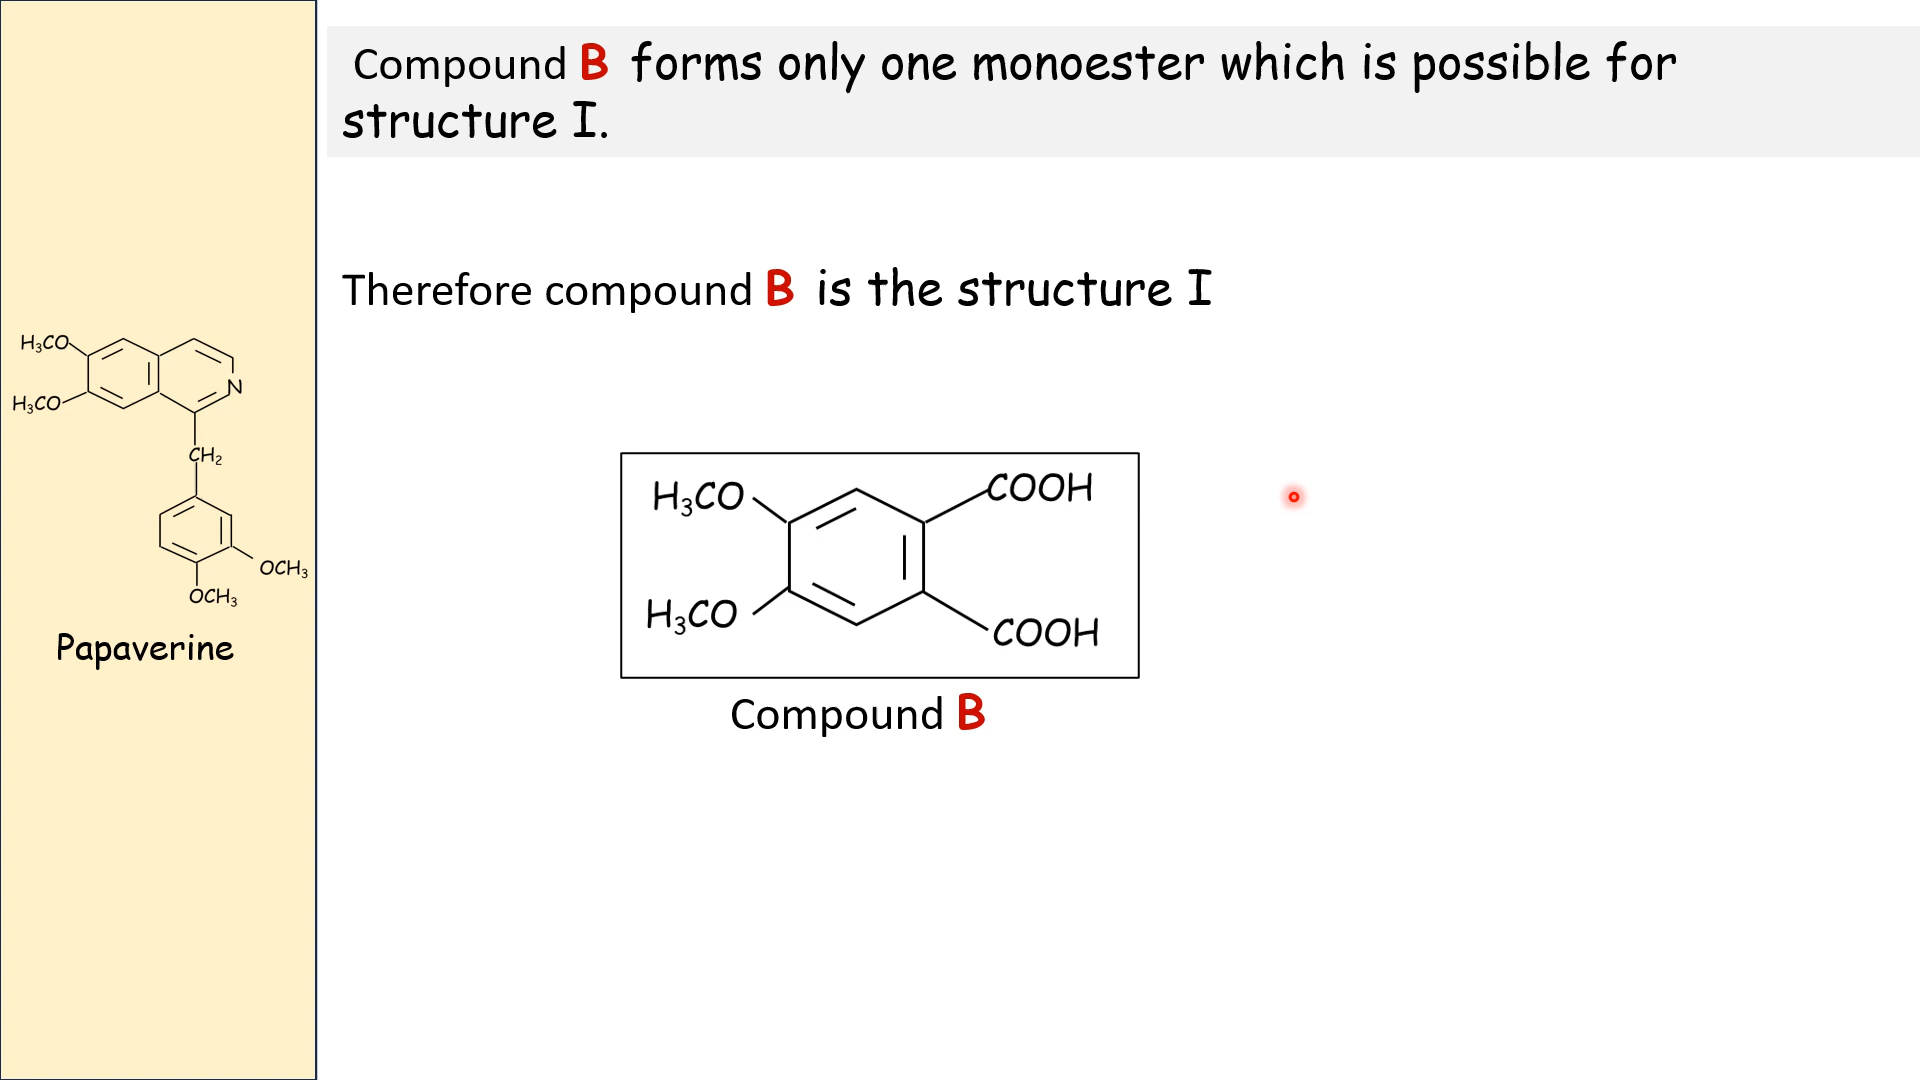 Compound B forms only one monoester which is possible for
structure I.
Therefore compound B is the structure I
H₃CO
H₃CO
N
CH₂
OCH₃
OCH₃
Papaverine
H₃CO
COOH
H₃CO
COOH
Compound B